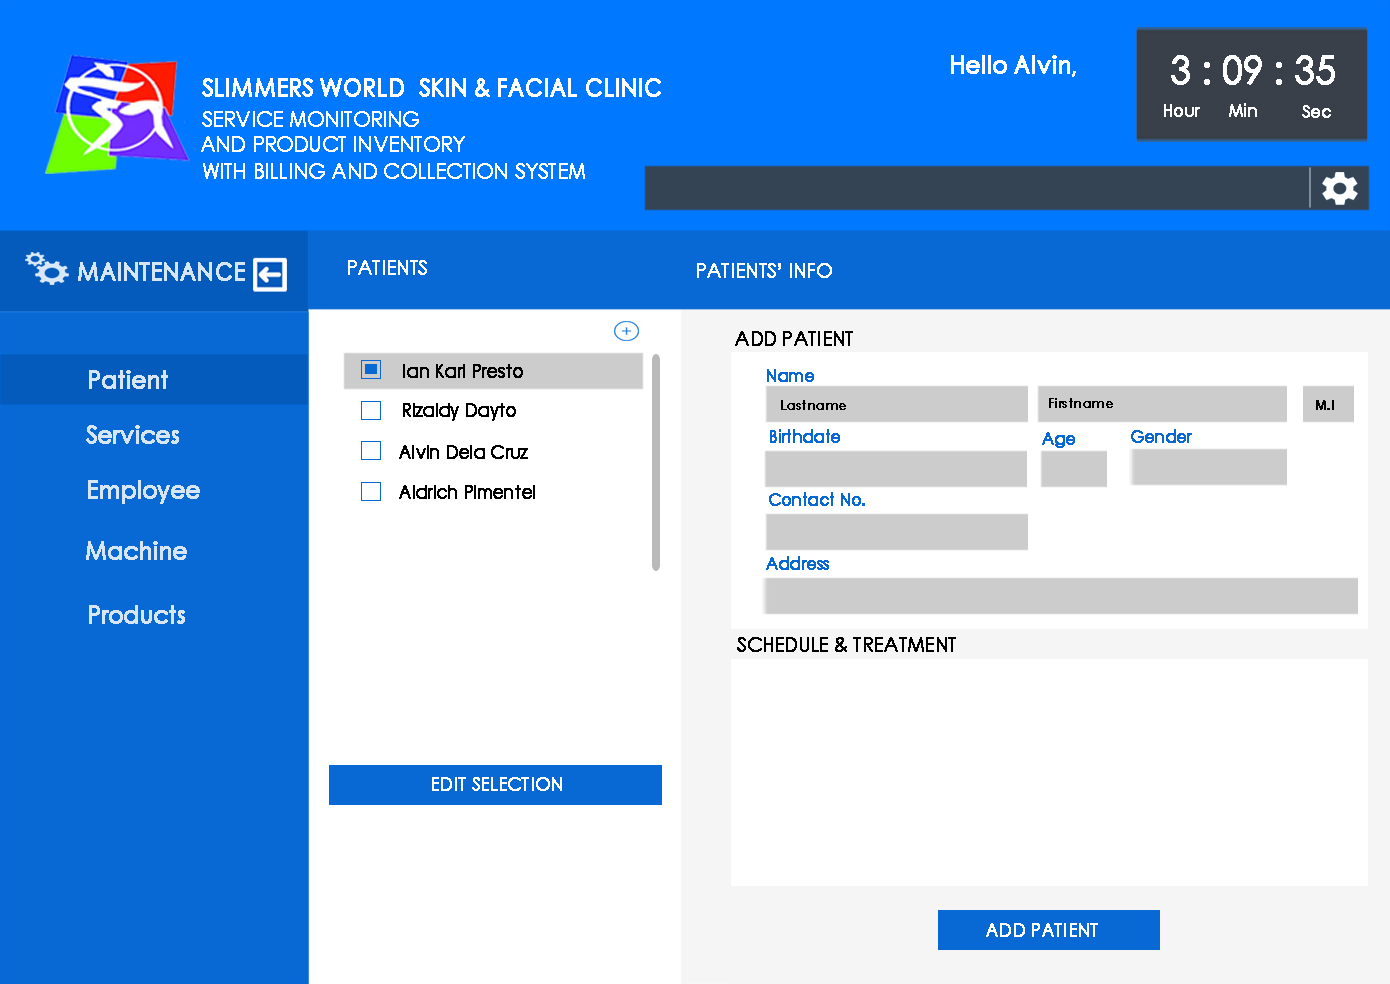 SLIMMERS WORLD SKIN & FACIAL CLINIC
SERVICE MONITORING
AND PRODUCT INVENTORY
WITH BILLING AND COLLECTION SYSTEM
Hello Alvin,
3 : 09 : 35
Hour Min Sec
MAINTENANCE
Patient
Services
Employee
Machine
Products
PATIENTS
Ian Karl Presto
Rizaldy Dayto
Alvin Dela Cruz
Aldrich Pimentel
EDIT SELECTION
PATIENTS’ INFO
ADD PATIENT
Name
Lastname Firstname M.I
Birthdate Age Gender
Contact No.
Address
SCHEDULE & TREATMENT
ADD PATIENT